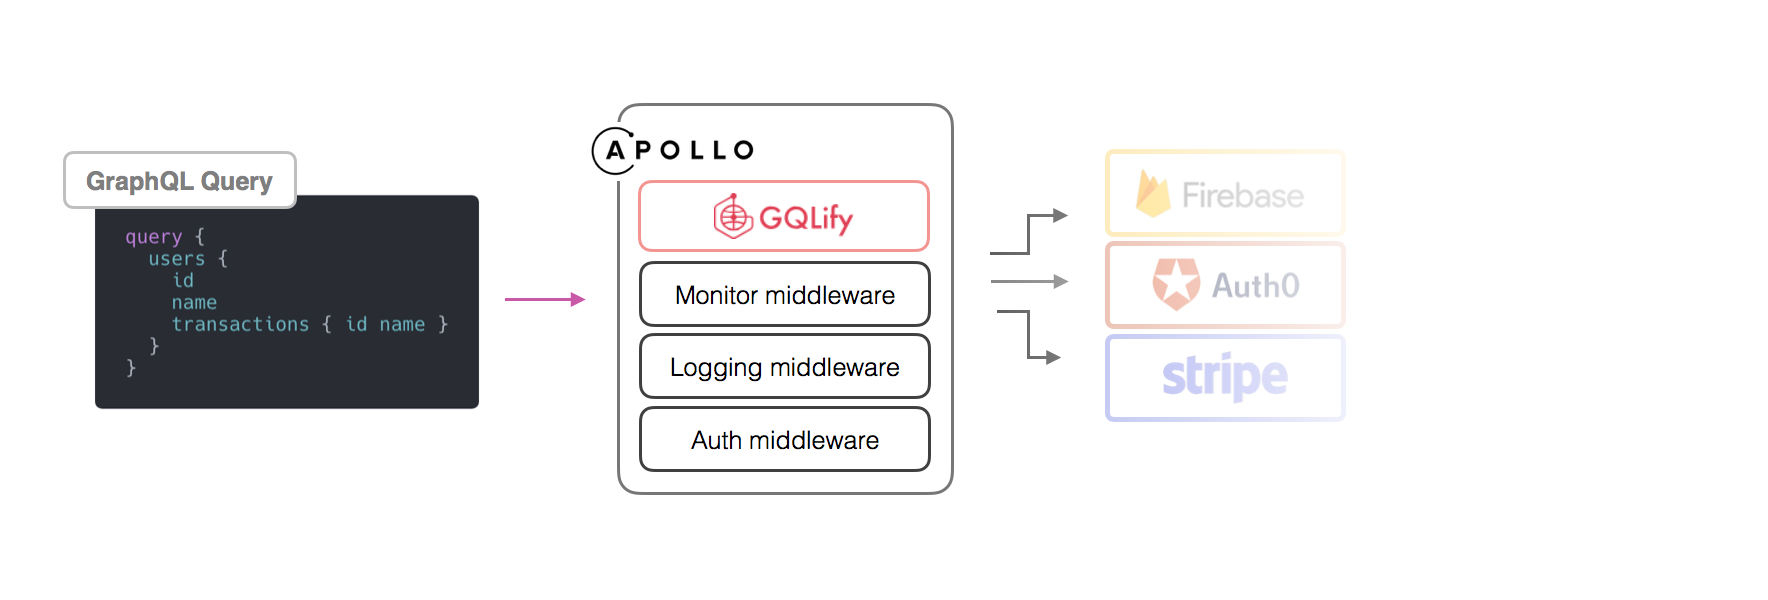 GraphQL Query
query {
  users {
    id
    name
    transactions { id name }
  }
}
APOLLO
GQLify
Monitor middleware
Logging middleware
Auth middleware
Firebase
Auth0
stripe